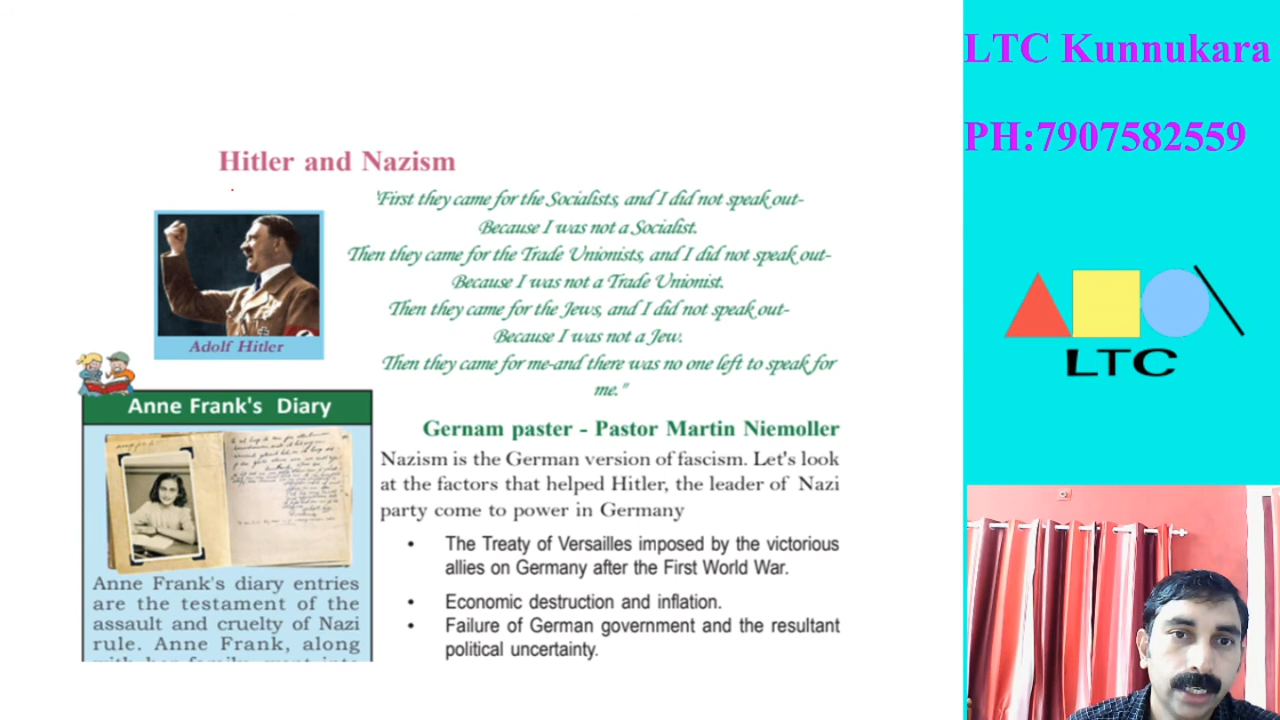 LTC Kunnukara
PH:7907582559
Hitler and Nazism
"First they came for the Socialists, and I did not speak out-
Because I was not a Socialist.
Then they came for the Trade Unionists, and I did not speak out-
Because I was not a Trade Unionist.
Then they came for the Jews, and I did not speak out-
Because I was not a Jew.
Then they came for me-and there was no one left to speak for
me."
Gernam paster - Pastor Martin Niemoller
Adolf Hitler
Anne Frank's Diary
Anne Frank's diary entries
are the testament of the
assault and cruelty of Nazi
rule. Anne Frank, along
with her family, went into
Nazism is the German version of fascism. Let's look
at the factors that helped Hitler, the leader of Nazi
party come to power in Germany
• The Treaty of Versailles imposed by the victorious
allies on Germany after the First World War.
• Economic destruction and inflation.
• Failure of German government and the resultant
political uncertainty.
LTC